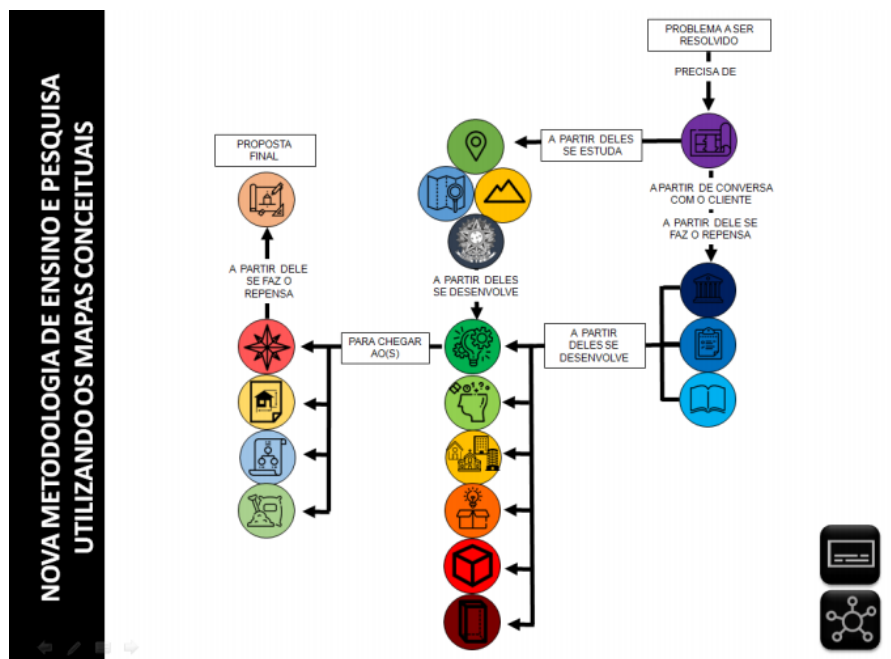 NOVA METODOLOGIA DE ENSINO E PESQUISA
UTILIZANDO OS MAPAS CONCEITUAIS
PROBLEMA A SER
RESOLVIDO
PRECISA DE
A PARTIR DELES
SE ESTUDA
A PARTIR DE CONVERSA
COM O CLIENTE
A PARTIR DELE SE
FAZ O REPENSA
PROPOSTA
FINAL
A PARTIR DELE
SE FAZ O
REPENSA
A PARTIR DELES
SE DESENVOLVE
PARA CHEGAR
AO(S)
A PARTIR
DELES SE
DESENVOLVE